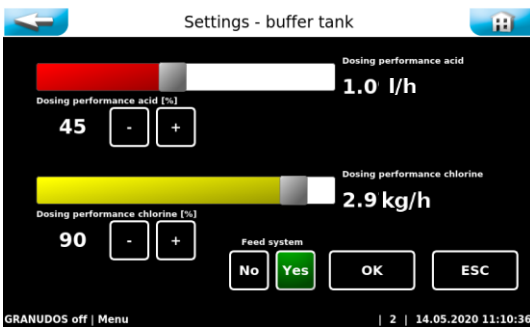 Settings - buffer tank
Dosing performance acid
1.0 l/h
Dosing performance acid [%]
45 - +
Dosing performance chlorine
2.9 kg/h
Dosing performance chlorine [%]
90 - +
Feed system
No Yes OK ESC
GRANUDOS off | Menu | 2 | 14.05.2020 11:10:36